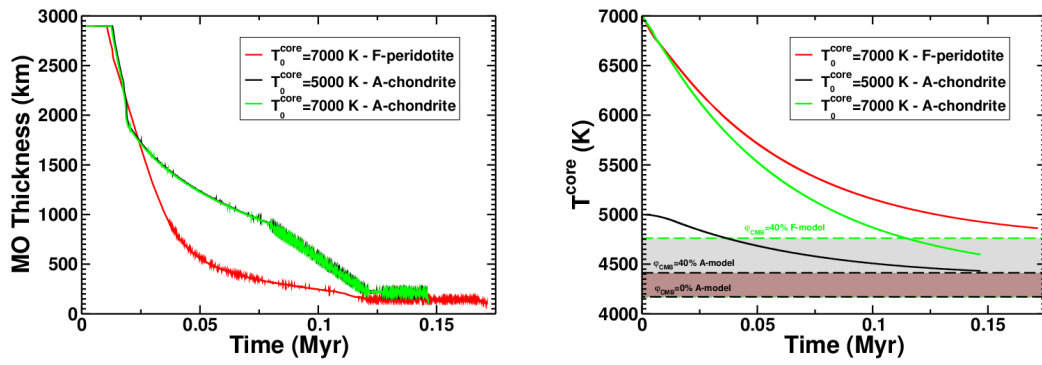 3000
2500
2000
1500
1000
500
0
MO Thickness (km)
T₀ᶜᵒʳᵉ=7000 K - F-peridotite
T₀ᶜᵒʳᵉ=5000 K - A-chondrite
T₀ᶜᵒʳᵉ=7000 K - A-chondrite
0 0.05 0.1 0.15
Time (Myr)
7000
6500
6000
5500
5000
4500
4000
Tᶜᵒʳᵉ (K)
T₀ᶜᵒʳᵉ=7000 K - F-peridotite
T₀ᶜᵒʳᵉ=5000 K - A-chondrite
T₀ᶜᵒʳᵉ=7000 K - A-chondrite
φCMB=40% F-model
φCMB=40% A-model
φCMB=0% A-model
0 0.05 0.1 0.15
Time (Myr)